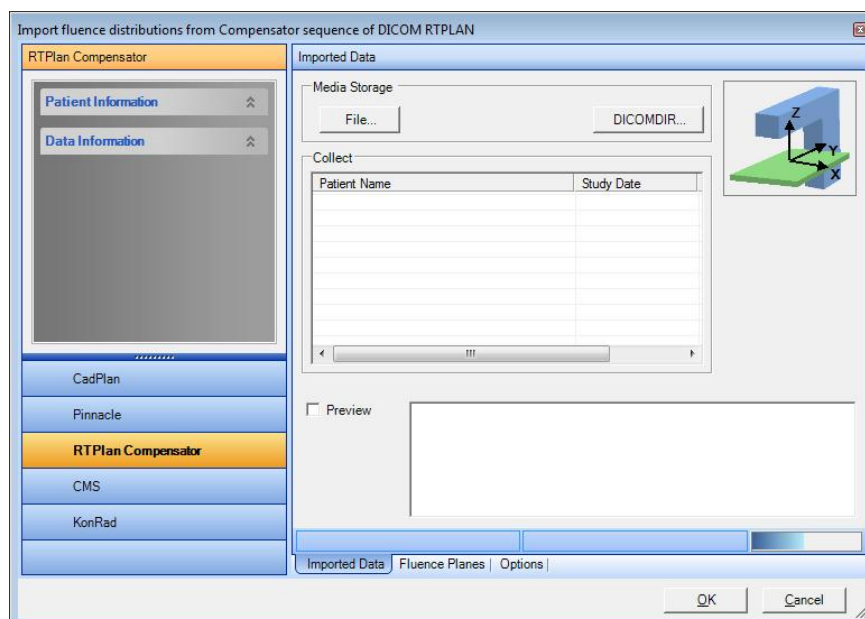 Import fluence distributions from Compensator sequence of DICOM RTPLAN
RTPlan Compensator
Patient Information
Data Information
CadPlan
Pinnacle
RTPlan Compensator
CMS
KonRad
Imported Data
Media Storage
File...
DICOMDIR...
Collect
Patient Name
Study Date
Z
Y
X
Preview
Imported Data
Fluence Planes
Options
OK
Cancel